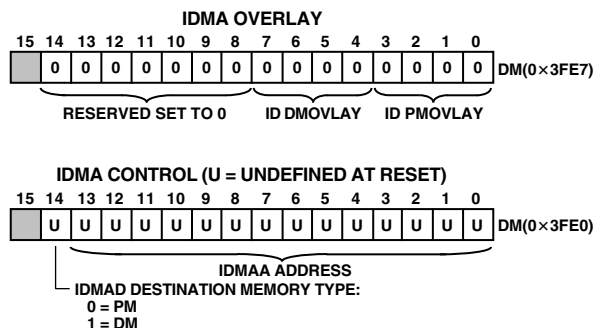 IDMA OVERLAY
15 14 13 12 11 10 9 8 7 6 5 4 3 2 1 0
0 0 0 0 0 0 0 0 0 0 0 0 0 0 0 DM(0×3FE7)
RESERVED SET TO 0 ID DMOVLAY ID PMOVLAY
IDMA CONTROL (U = UNDEFINED AT RESET)
15 14 13 12 11 10 9 8 7 6 5 4 3 2 1 0
U U U U U U U U U U U U U U U DM(0×3FE0)
IDMAA ADDRESS
IDMAD DESTINATION MEMORY TYPE:
0 = PM
1 = DM